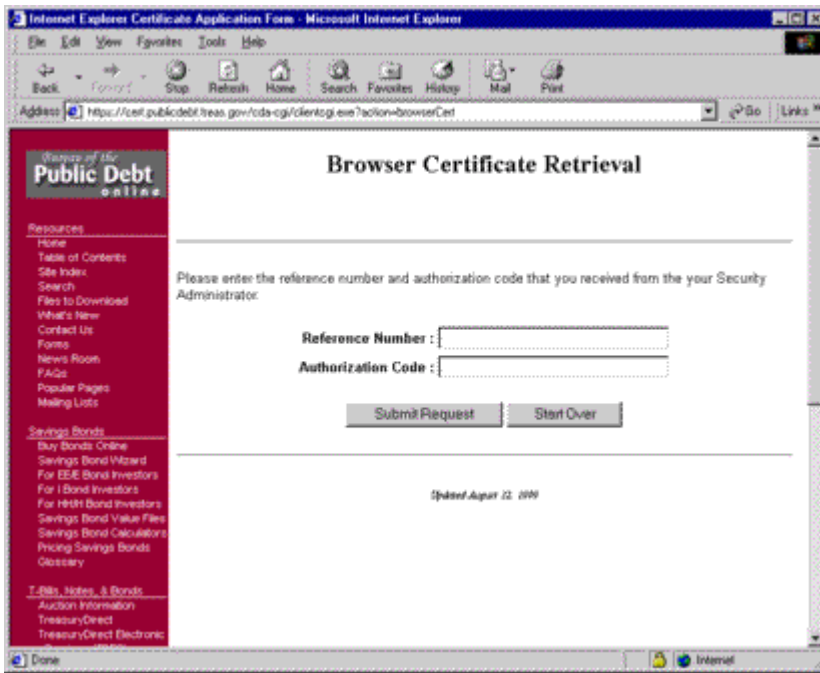 Internet Explorer Certificate Application Form - Microsoft Internet Explorer
File Edit View Favorites Tools Help
Back Forward Stop Refresh Home Search Favorites History Mail Print
Address https://cert.publicdebt.treas.gov/cda-cgi/clientcgi.exe?action=browserCert Go Links »
Bureau of the
Public Debt
online
Resources
Home
Table of Contents
Site Index
Search
Files to Download
What's New
Contact Us
Forms
News Room
FAQs
Popular Pages
Mailing Lists
Savings Bonds
Buy Bonds Online
Savings Bond Wizard
For EE/E Bond Investors
For I Bond Investors
For HH/H Bond Investors
Savings Bond Value Files
Savings Bond Calculators
Pricing Savings Bonds
Glossary
T-Bills, Notes, & Bonds
Auction Information
TreasuryDirect
TreasuryDirect Electronic
Browser Certificate Retrieval
Please enter the reference number and authorization code that you received from the your Security
Administrator.
Reference Number :
Authorization Code :
Submit Request Start Over
Updated August 12, 1999
Done Internet